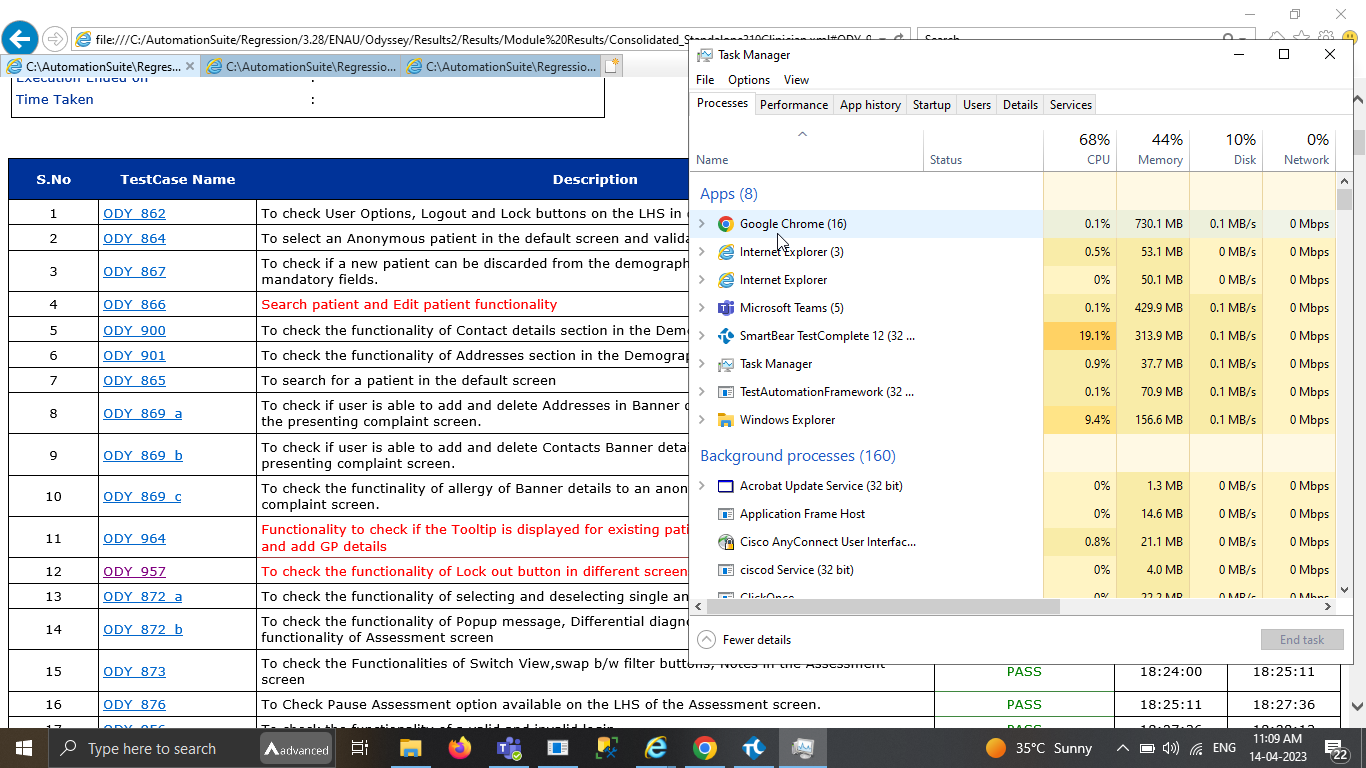 file:///C:/AutomationSuite/Regression/3.28/ENAU/Odyssey/Results2/Results/Module%20Results/Consolidated_Standalone310Clinician.xml#ODY_9
Search...
C:\AutomationSuite\Regres...
C:\AutomationSuite\Regressio...
C:\AutomationSuite\Regressio...
Execution Ended on :
Time Taken :
S.No TestCase Name Description
1 ODY_862 To check User Options, Logout and Lock buttons on the LHS in
2 ODY_864 To select an Anonymous patient in the default screen and valida
3 ODY_867 To check if a new patient can be discarded from the demograph
mandatory fields.
4 ODY_866 Search patient and Edit patient functionality
5 ODY_900 To check the functionality of Contact details section in the Dem
6 ODY_901 To check the functionality of Addresses section in the Demograp
7 ODY_865 To search for a patient in the default screen
8 ODY_869_a To check if user is able to add and delete Addresses in Banner
the presenting complaint screen.
9 ODY_869_b To check if user is able to add and delete Contacts Banner detai
presenting complaint screen.
10 ODY_869_c To check the functinality of allergy of Banner details to an anon
complaint screen.
11 ODY_964 Functionality to check if the Tooltip is displayed for existing pati
and add GP details
12 ODY_957 To check the functionality of Lock out button in different screen
13 ODY_872_a To check the functionality of selecting and deselecting single an
14 ODY_872_b To check the functionality of Popup message, Differential diagn
functionality of Assessment screen
15 ODY_873 To check the Functionalities of Switch View,swap b/w filter buttons, Notes in the Assessment
screen PASS 18:24:00 18:25:11
16 ODY_876 To Check Pause Assessment option available on the LHS of the Assessment screen. PASS 18:25:11 18:27:36
Task Manager
File Options View
Processes Performance App history Startup Users Details Services
68% 44% 10% 0%
Name Status CPU Memory Disk Network
Apps (8)
Google Chrome (16) 0.1% 730.1 MB 0.1 MB/s 0 Mbps
Internet Explorer (3) 0.5% 53.1 MB 0 MB/s 0 Mbps
Internet Explorer 0% 50.1 MB 0 MB/s 0 Mbps
Microsoft Teams (5) 0.1% 429.9 MB 0.1 MB/s 0 Mbps
SmartBear TestComplete 12 (32 ... 19.1% 313.9 MB 0.1 MB/s 0 Mbps
Task Manager 0.9% 37.7 MB 0.1 MB/s 0 Mbps
TestAutomationFramework (32 ... 0.1% 70.9 MB 0.1 MB/s 0 Mbps
Windows Explorer 9.4% 156.6 MB 0.1 MB/s 0 Mbps
Background processes (160)
Acrobat Update Service (32 bit) 0% 1.3 MB 0 MB/s 0 Mbps
Application Frame Host 0% 14.6 MB 0 MB/s 0 Mbps
Cisco AnyConnect User Interfac... 0.8% 21.1 MB 0 MB/s 0 Mbps
ciscod Service (32 bit) 0% 4.0 MB 0 MB/s 0 Mbps
ClickOnce 0% 22.2 MB 0 MB/s 0 Mbps
Fewer details End task
Type here to search
advanced
35°C Sunny
ENG
11:09 AM
14-04-2023
22